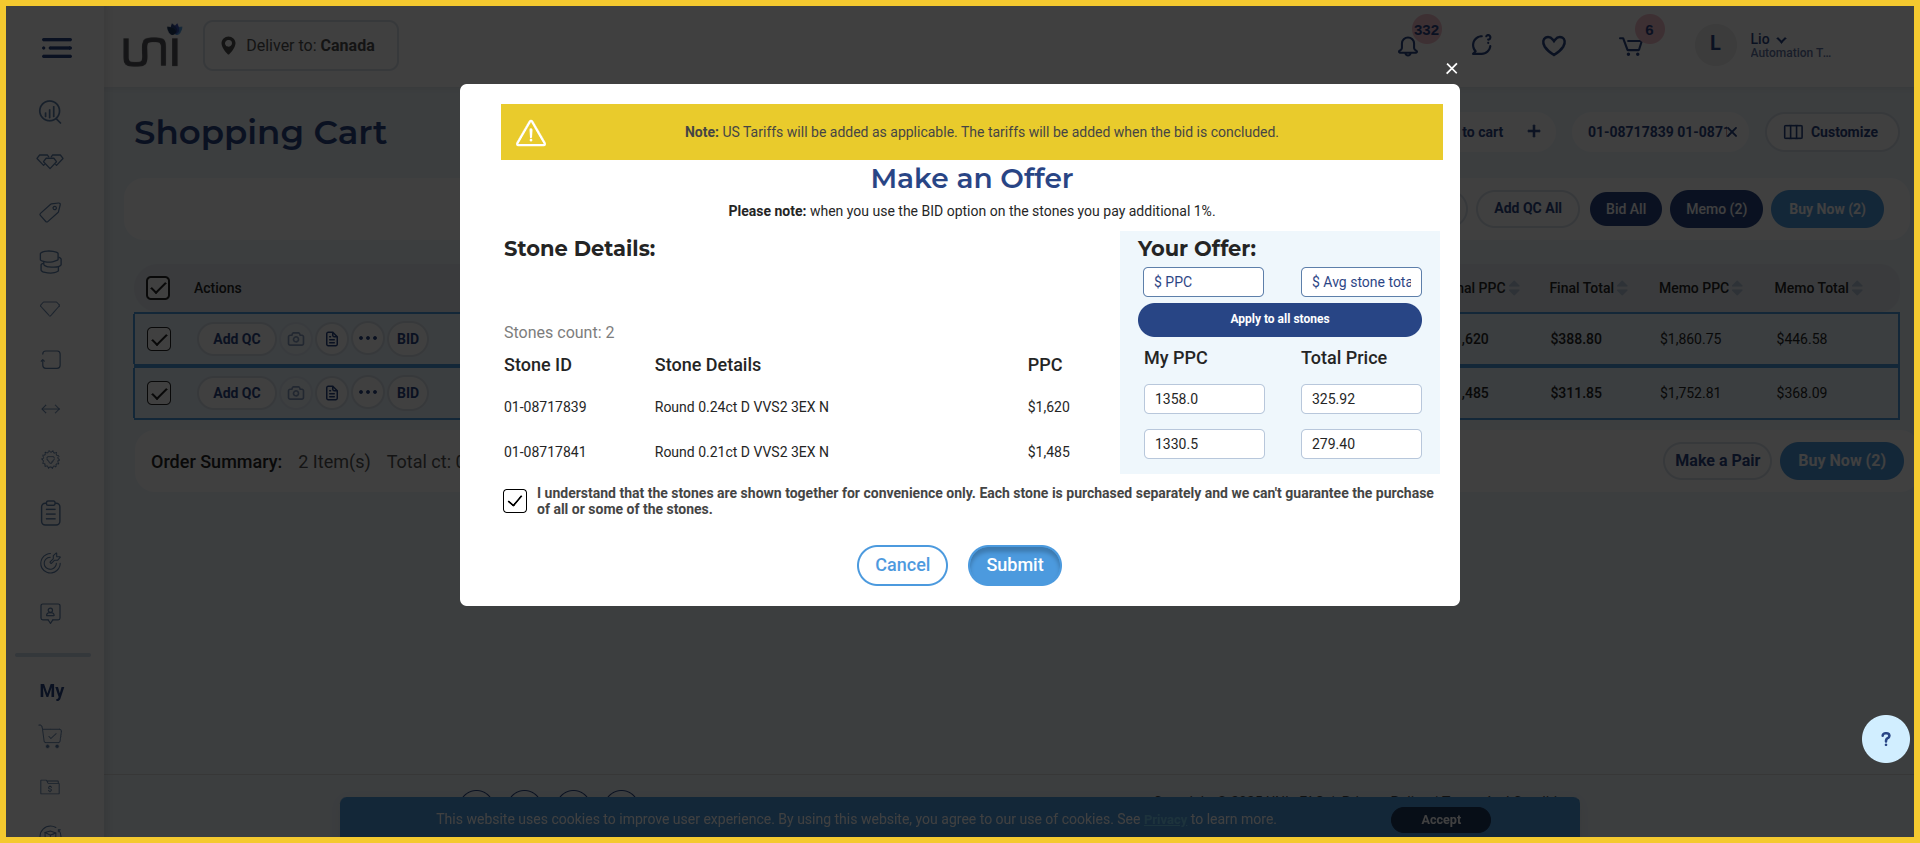 uni
Deliver to: Canada
332
6
L
Lio
Automation T...
Shopping Cart
to cart
01-08717839 01-087
Customize
Add QC All
Bid All
Memo (2)
Buy Now (2)
Actions
PPC
Final Total
Memo PPC
Memo Total
Add QC
BID
,620
$388.80
$1,860.75
$446.58
Add QC
BID
,485
$311.85
$1,752.81
$368.09
Order Summary: 2 Item(s) Total ct:
Make a Pair
Buy Now (2)
My
Note: US Tariffs will be added as applicable. The tariffs will be added when the bid is concluded.
Make an Offer
Please note: when you use the BID option on the stones you pay additional 1%.
Stone Details:
Your Offer:
$ PPC
$ Avg stone tota
Apply to all stones
Stones count: 2
Stone ID
Stone Details
PPC
My PPC
Total Price
01-08717839
Round 0.24ct D VVS2 3EX N
$1,620
1358.0
325.92
01-08717841
Round 0.21ct D VVS2 3EX N
$1,485
1330.5
279.40
I understand that the stones are shown together for convenience only. Each stone is purchased separately and we can't guarantee the purchase
of all or some of the stones.
Cancel
Submit
?
This website uses cookies to improve user experience. By using this website, you agree to our use of cookies. See Privacy to learn more.
Accept